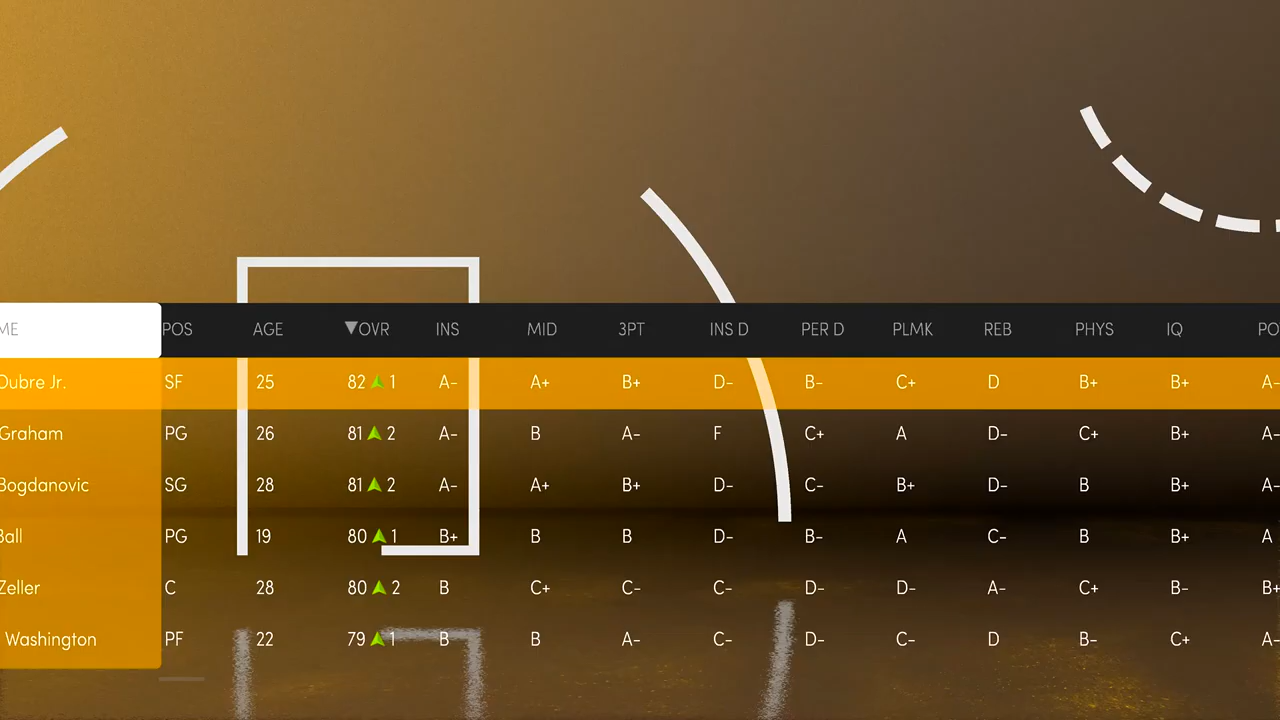 ME POS AGE ▼OVR INS MID 3PT INS D PER D PLMK REB PHYS IQ PO
Oubre Jr. SF 25 82 ▲ 1 A- A+ B+ D- B- C+ D B+ B+ A-
Graham PG 26 81 ▲ 2 A- B A- F C+ A D- C+ B+ A-
Bogdanovic SG 28 81 ▲ 2 A- A+ B+ D- C- B+ D- B B+ A-
Ball PG 19 80 ▲ 1 B+ B B D- B- A C- B B+ A
Zeller C 28 80 ▲ 2 B C+ C- C- D- D- A- C+ B- B+
Washington PF 22 79 ▲ 1 B B A- C- D- C- D B- C+ A-